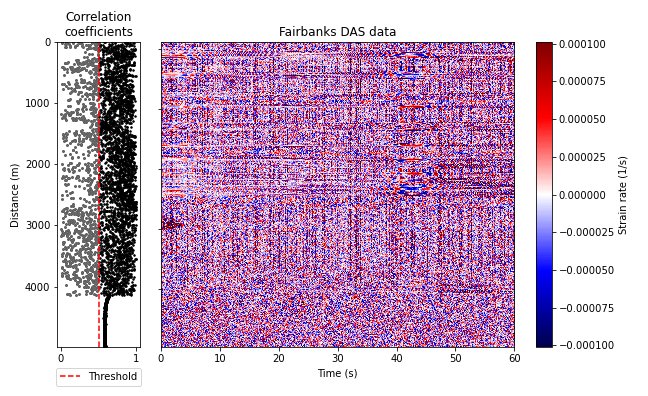 Correlation
coefficients
Fairbanks DAS data
0
1000
2000
3000
4000
Distance (m)
0 1
Threshold
0 10 20 30 40 50 60
Time (s)
0.000100
0.000075
0.000050
0.000025
0.000000
−0.000025
−0.000050
−0.000075
−0.000100
Strain rate (1/s)